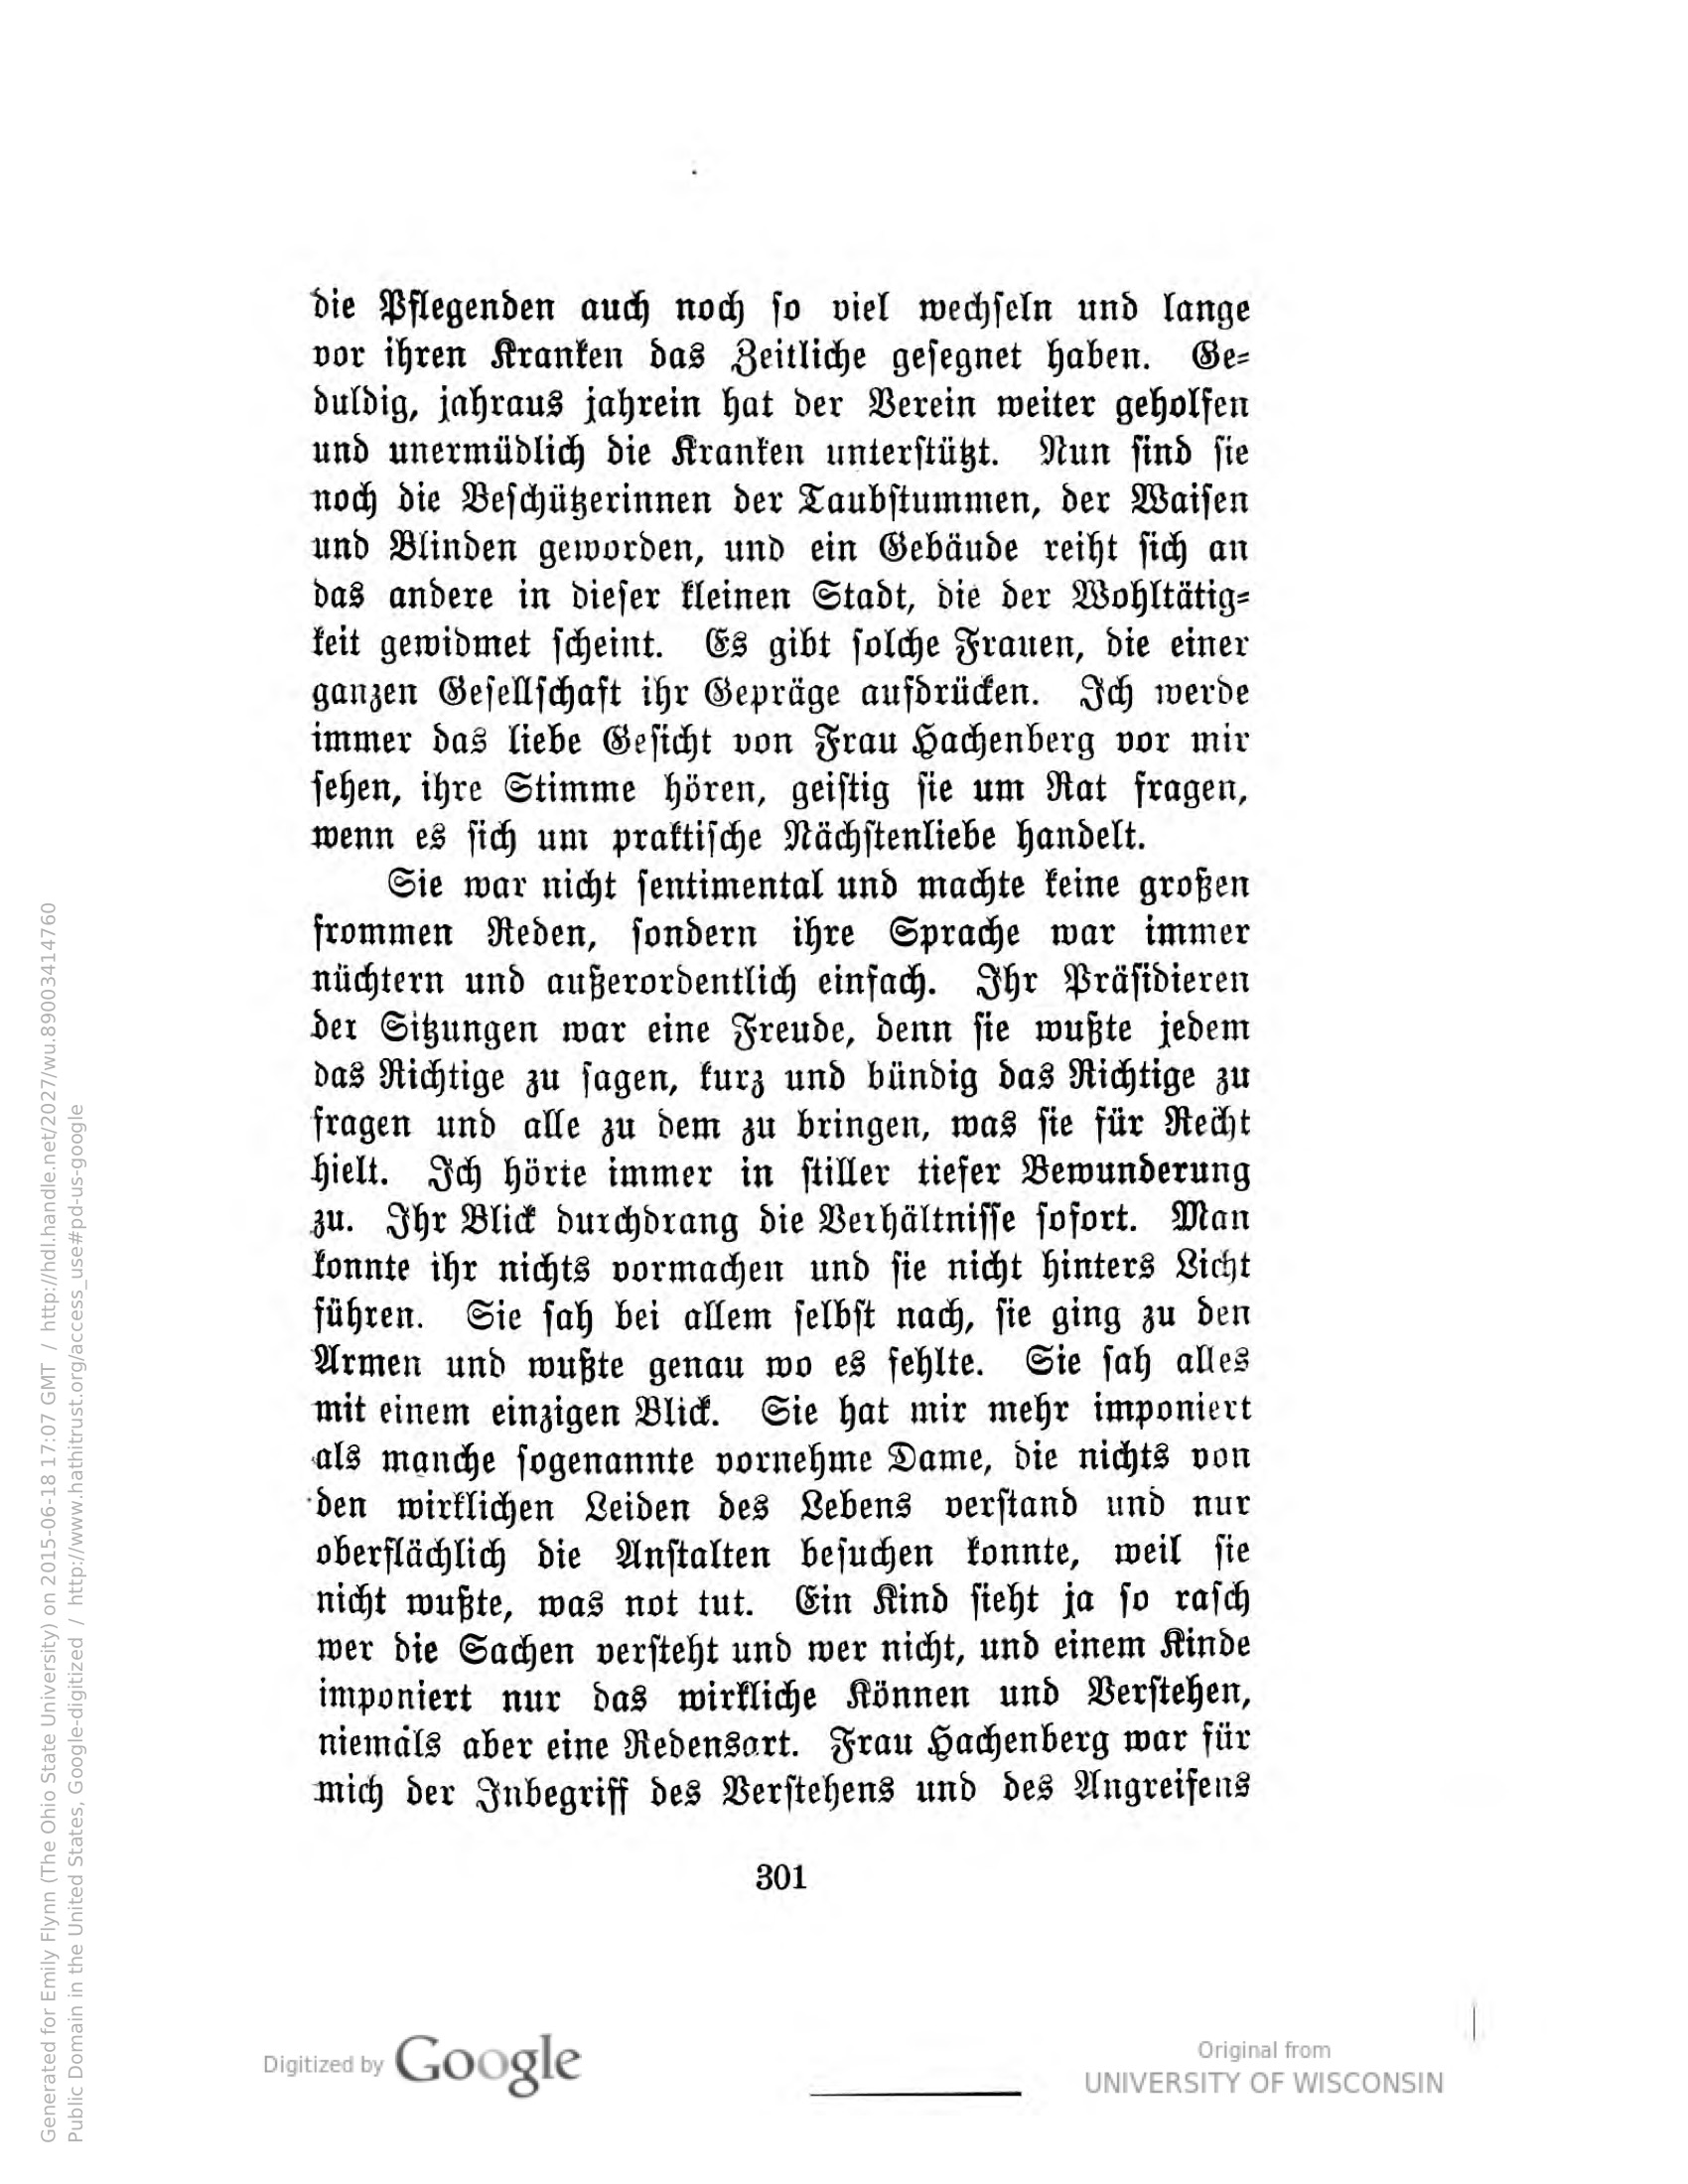 die Pflegenden auch noch so viel wechseln und lange
vor ihren Kranken das Zeitliche gesegnet haben. Ge-
duldig, jahraus jahrein hat der Verein weiter geholfen
und unermüdlich die Kranken unterstützt. Nun sind sie
noch die Beschützerinnen der Taubstummen, der Waisen
und Blinden geworden, und ein Gebäude reiht sich an
das andere in dieser kleinen Stadt, die der Wohltätig-
keit gewidmet scheint. Es gibt solche Frauen, die einer
ganzen Gesellschaft ihr Gepräge aufdrücken. Ich werde
immer das liebe Gesicht von Frau Hachenberg vor mir
sehen, ihre Stimme hören, geistig sie um Rat fragen,
wenn es sich um praktische Nächstenliebe handelt.
Sie war nicht sentimental und machte keine großen
frommen Reden, sondern ihre Sprache war immer
nüchtern und außerordentlich einfach. Ihr Präsidieren
der Sitzungen war eine Freude, denn sie wußte jedem
das Richtige zu sagen, kurz und bündig das Richtige zu
fragen und alle zu dem zu bringen, was sie für Recht
hielt. Ich hörte immer in stiller tiefer Bewunderung
zu. Ihr Blick durchdrang die Verhältnisse sofort. Man
konnte ihr nichts vormachen und sie nicht hinters Licht
führen. Sie sah bei allem selbst nach, sie ging zu den
Armen und wußte genau wo es fehlte. Sie sah alles
mit einem einzigen Blick. Sie hat mir mehr imponiert
als manche sogenannte vornehme Dame, die nichts von
den wirklichen Leiden des Lebens verstand und nur
oberflächlich die Anstalten besuchen konnte, weil sie
nicht wußte, was not tut. Ein Kind sieht ja so rasch
wer die Sachen versteht und wer nicht, und einem Kinde
imponiert nur das wirkliche Können und Verstehen,
niemals aber eine Redensart. Frau Hachenberg war für
mich der Inbegriff des Verstehens und des Angreifens
301
Generated for Emily Flynn (The Ohio State University) on 2015-06-18 17:07 GMT / http://hdl.handle.net/2027/wu.89003414760
Public Domain in the United States, Google-digitized / http://www.hathitrust.org/access_use#pd-us-google
Digitized by Google
Original from
UNIVERSITY OF WISCONSIN